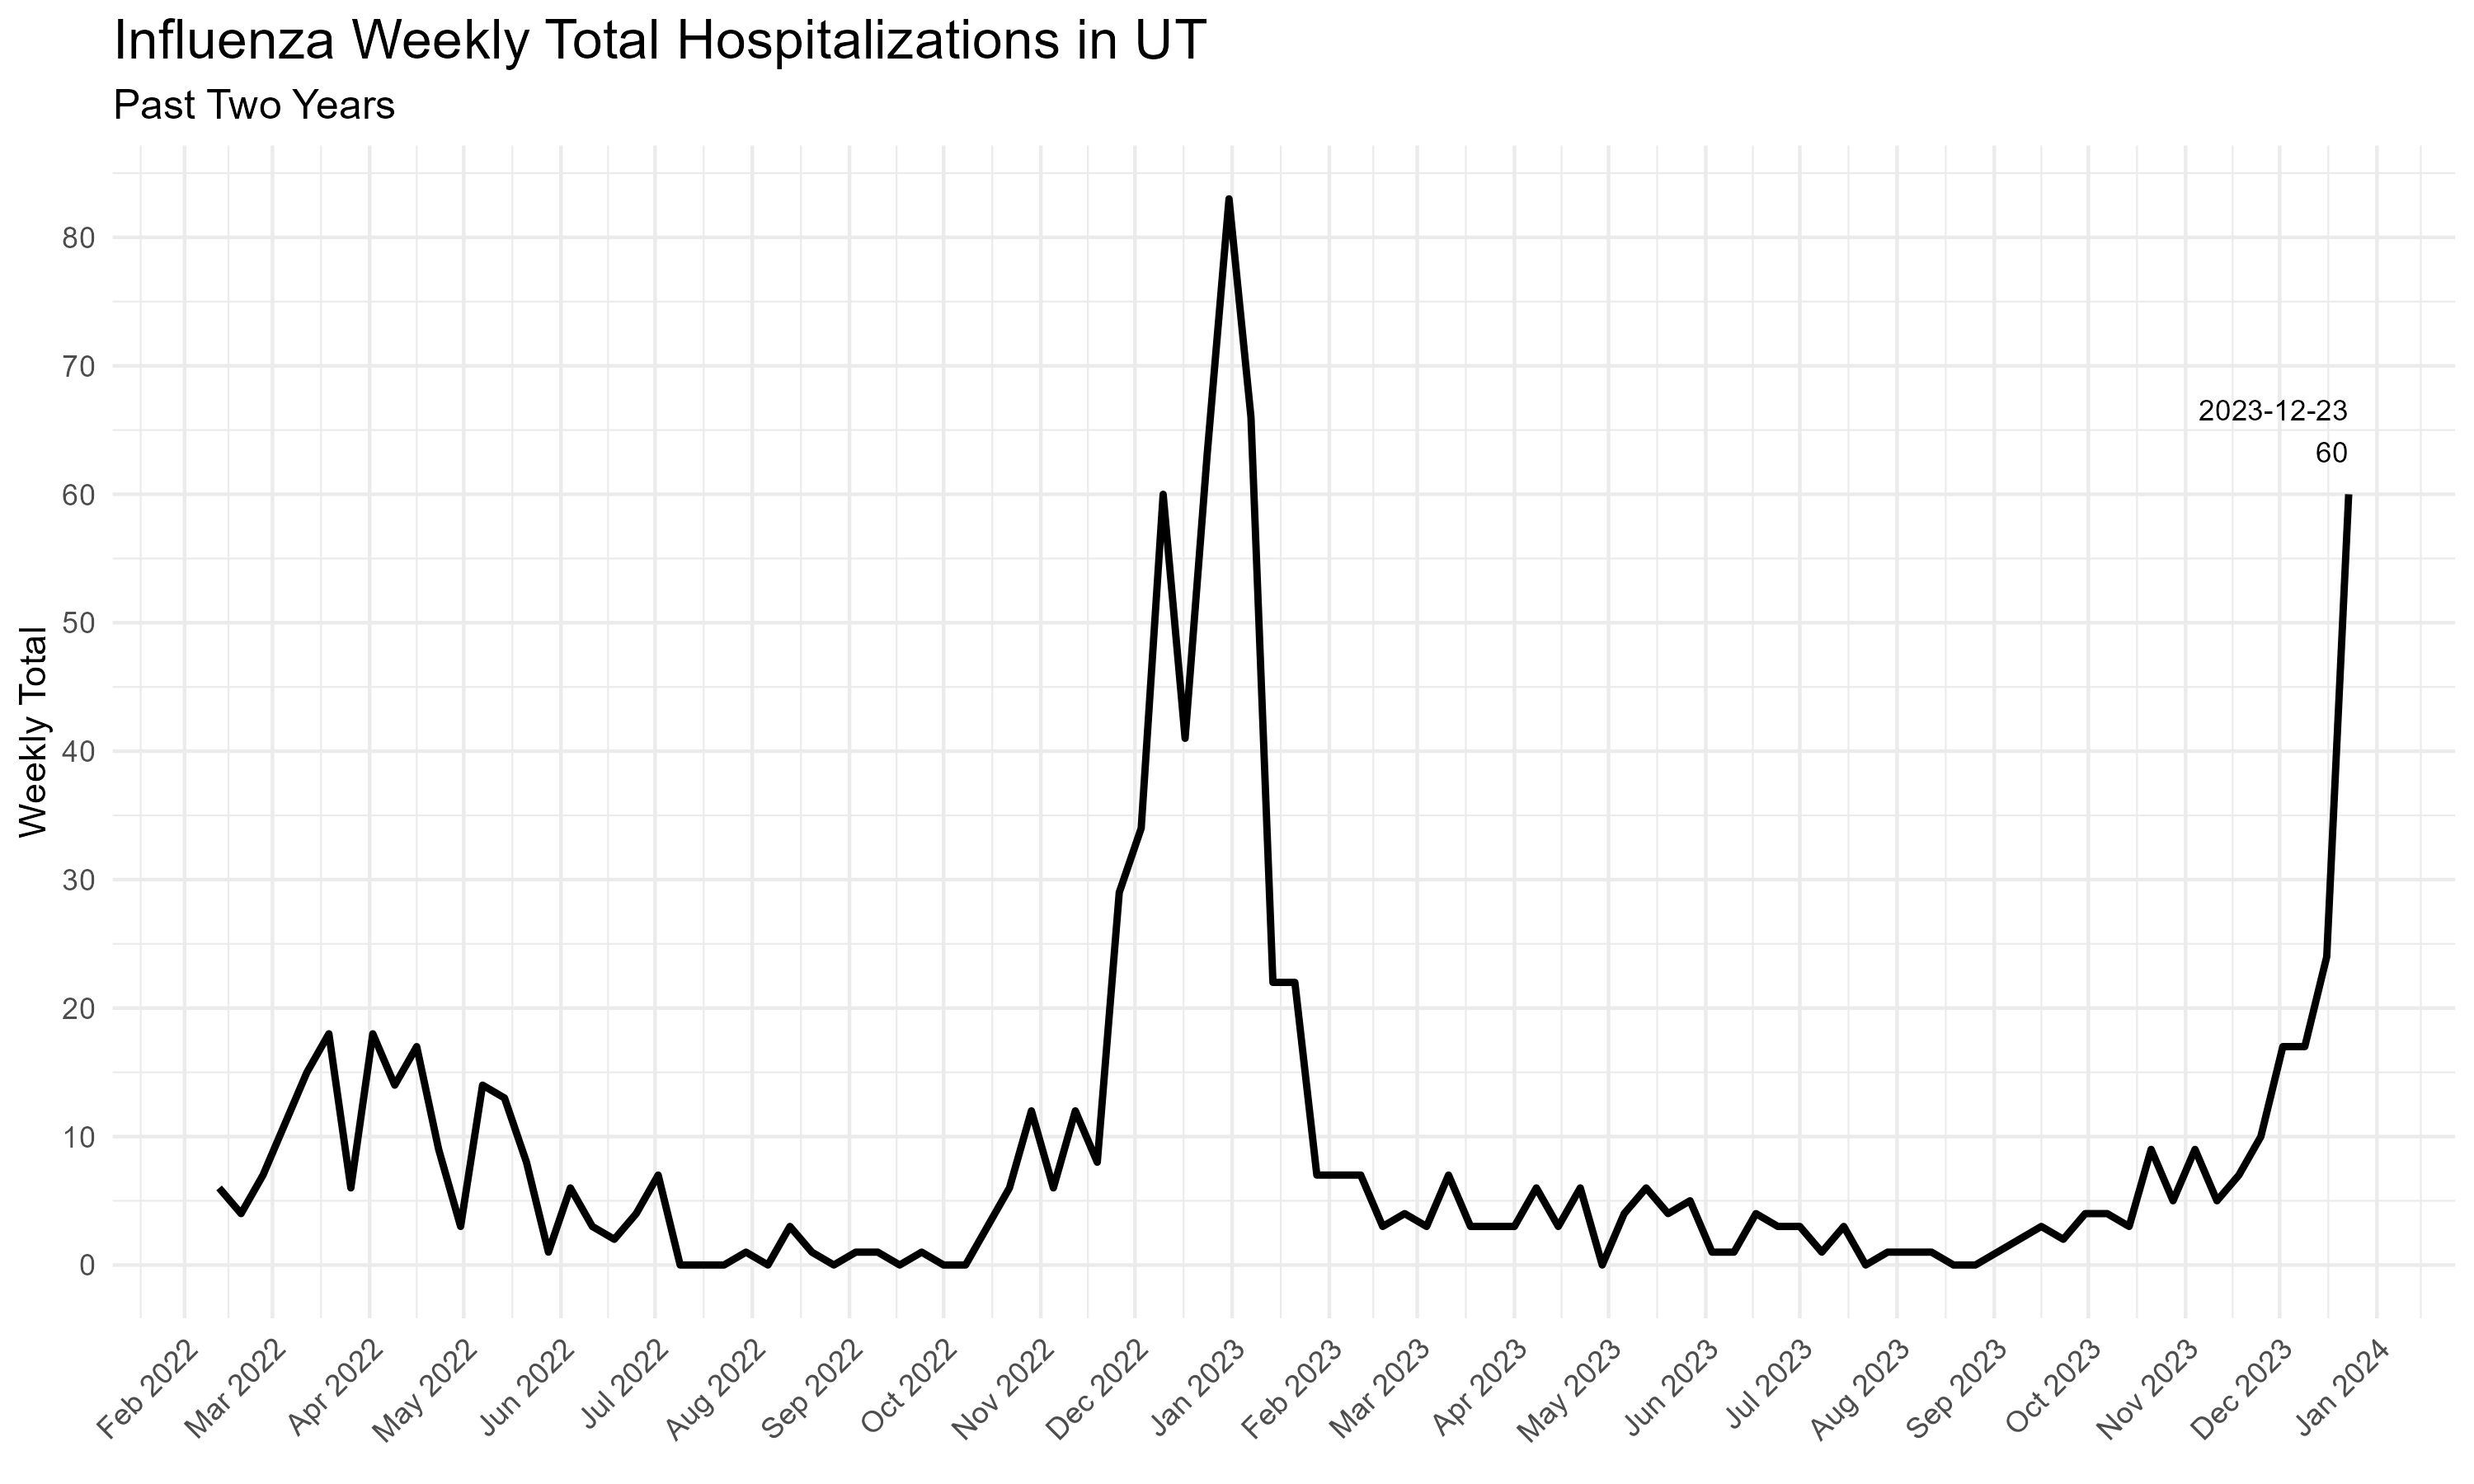 Influenza Weekly Total Hospitalizations in UT
Past Two Years
Weekly Total
80
70
60
50
40
30
20
10
0
2023-12-23
60
Feb 2022
Mar 2022
Apr 2022
May 2022
Jun 2022
Jul 2022
Aug 2022
Sep 2022
Oct 2022
Nov 2022
Dec 2022
Jan 2023
Feb 2023
Mar 2023
Apr 2023
May 2023
Jun 2023
Jul 2023
Aug 2023
Sep 2023
Oct 2023
Nov 2023
Dec 2023
Jan 2024